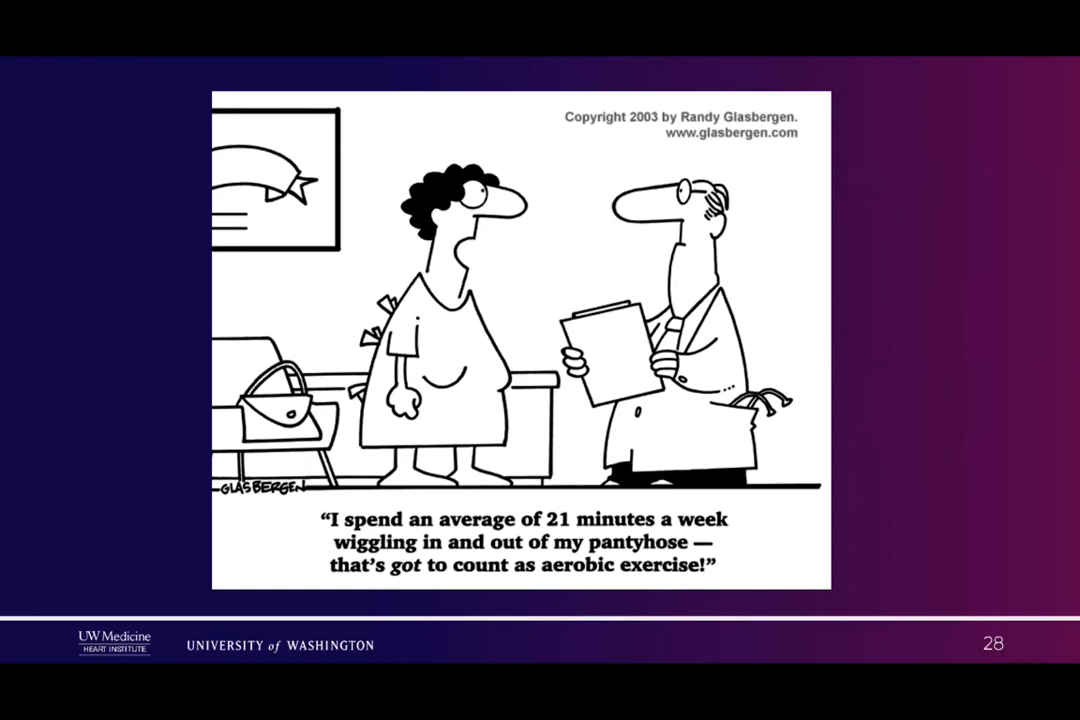 Copyright 2003 by Randy Glasbergen.
www.glasbergen.com
GLASBERGEN
“I spend an average of 21 minutes a week
wiggling in and out of my pantyhose —
that’s got to count as aerobic exercise!”
UW Medicine
HEART INSTITUTE
UNIVERSITY of WASHINGTON
28